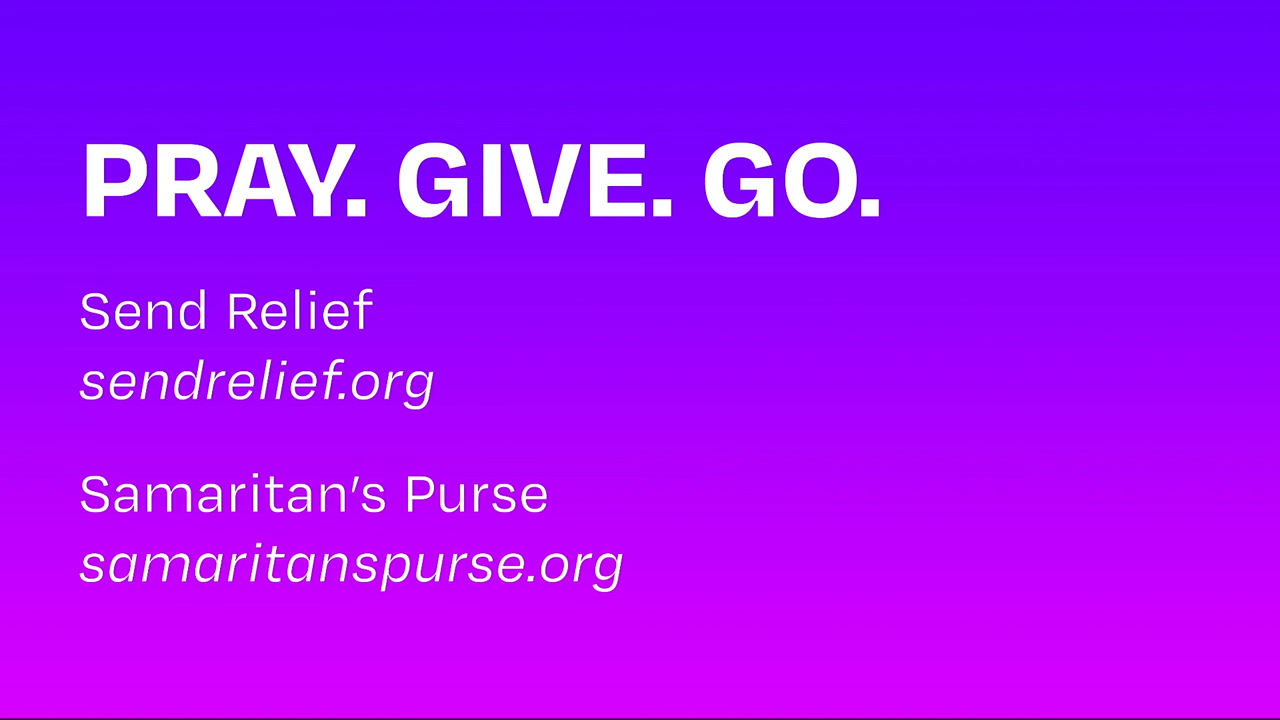 PRAY. GIVE. GO.
Send Relief
sendrelief.org
Samaritan's Purse
samaritanspurse.org